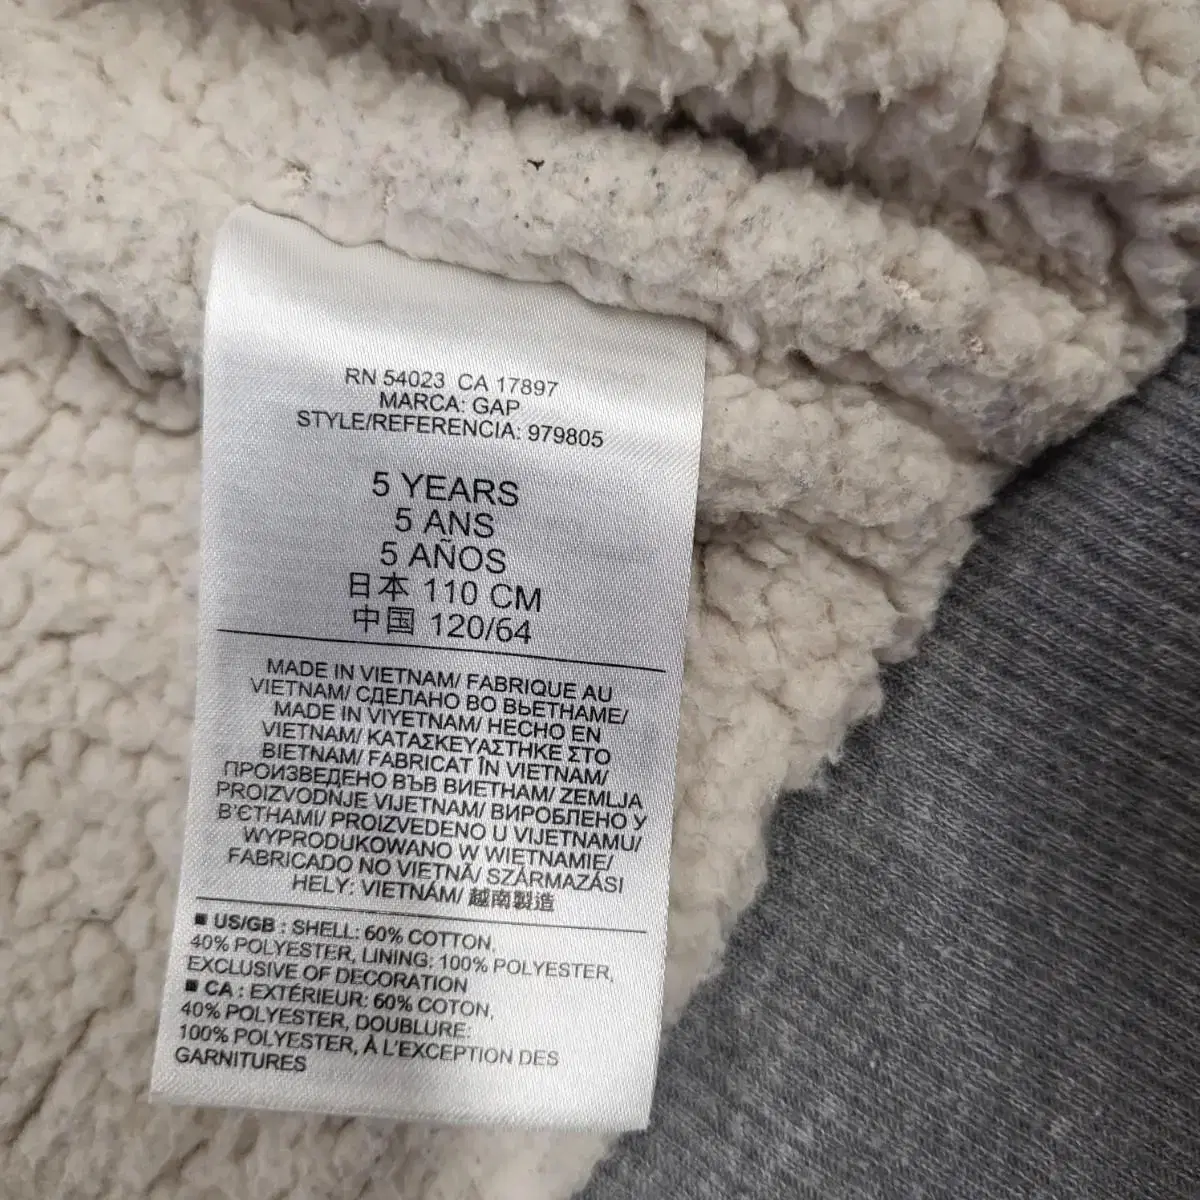 RN 54023 CA 17897
MARCA: GAP
STYLE/REFERENCIA: 979805
5 YEARS
5 ANS
5 AÑOS
日本 110 CM
中国 120/64
MADE IN VIETNAM/ FABRIQUE AU
VIETNAM/ СДЕЛАНО ВО ВЬЕТНАМЕ/
MADE IN VIYETNAM/ HECHO EN
VIETNAM/ ΚΑΤΑΣΚΕΥΑΣΤΗΚΕ ΣΤΟ
ΒΙΕΤΝΑΜ/ FABRICAT ÎN VIETNAM/
ПРОИЗВЕДЕНО ВЪВ ВИЕТНАМ/ ZEMLJA
PROIZVODNJE VIJETNAM/ ВИРОБЛЕНО У
В'ЄТНАМІ/ PROIZVEDENO U VIJETNAMU/
WYPRODUKOWANO W WIETNAMIE/
FABRICADO NO VIETNÃ/ SZÁRMAZÁSI
HELY: VIETNÁM/ 越南製造
■ US/GB : SHELL: 60% COTTON,
40% POLYESTER, LINING: 100% POLYESTER,
EXCLUSIVE OF DECORATION
■ CA : EXTÉRIEUR: 60% COTON,
40% POLYESTER, DOUBLURE:
100% POLYESTER, À L'EXCEPTION DES
GARNITURES